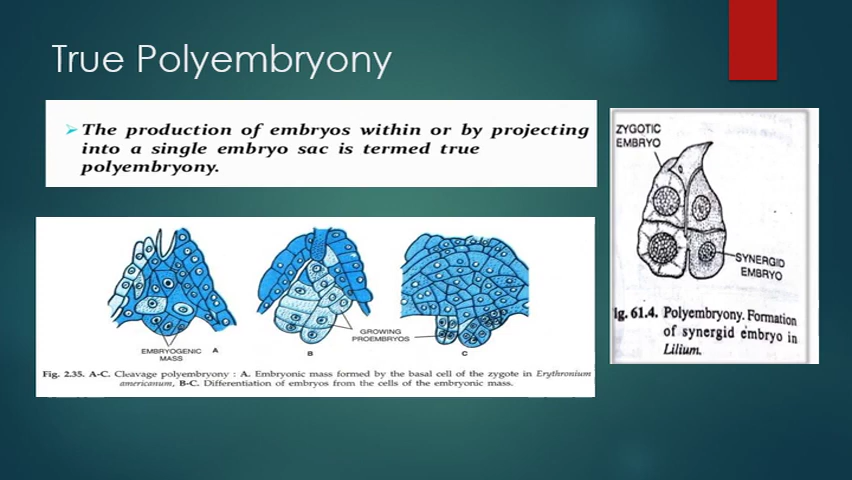 True Polyembryony
The production of embryos within or by projecting
into a single embryo sac is termed true
polyembryony.
EMBRYOGENIC
MASS
A
B
GROWING
PROEMBRYOS
C
Fig. 2.35. A-C. Cleavage polyembryony : A. Embryonic mass formed by the basal cell of the zygote in Erythronium
americanum, B-C. Differentiation of embryos from the cells of the embryonic mass.
ZYGOTIC
EMBRYO
SYNERGID
EMBRYO
ig. 61.4. Polyembryony. Formation
of synergid embryo in
Lilium.